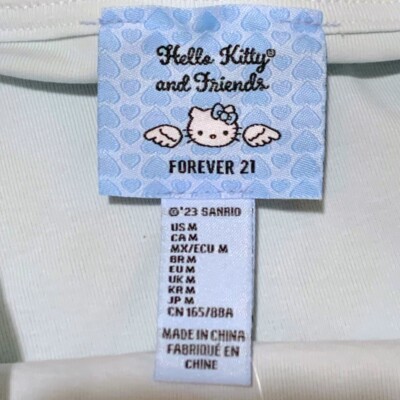 Hello Kitty®
and Friends
FOREVER 21
©'23 SANRIO
US M
CA M
MX/ECU M
BR M
EU M
UK M
KR M
JP M
CN 165/88A
MADE IN CHINA
FABRIQUÉ EN
CHINE